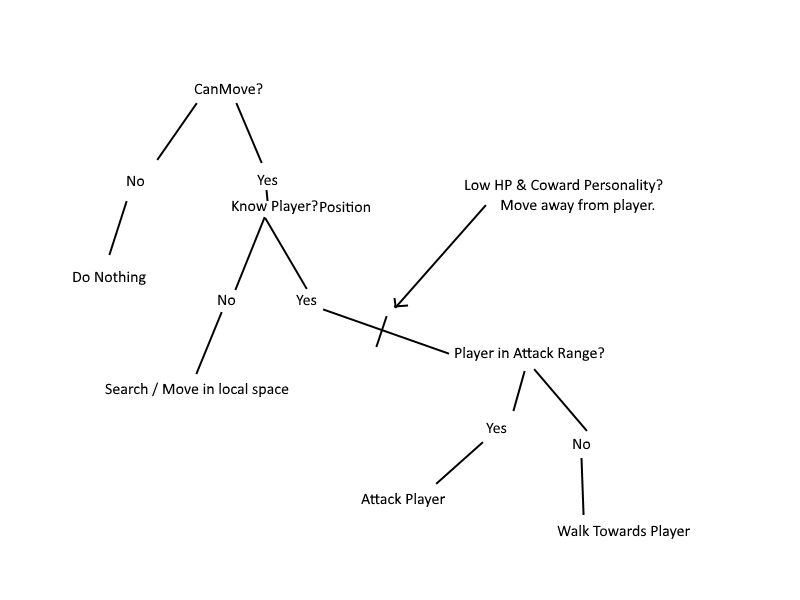 CanMove?
No
Yes
Low HP & Coward Personality?
Move away from player.
Know Player?Position
Do Nothing
No
Yes
Player in Attack Range?
Search / Move in local space
Yes
No
Attack Player
Walk Towards Player